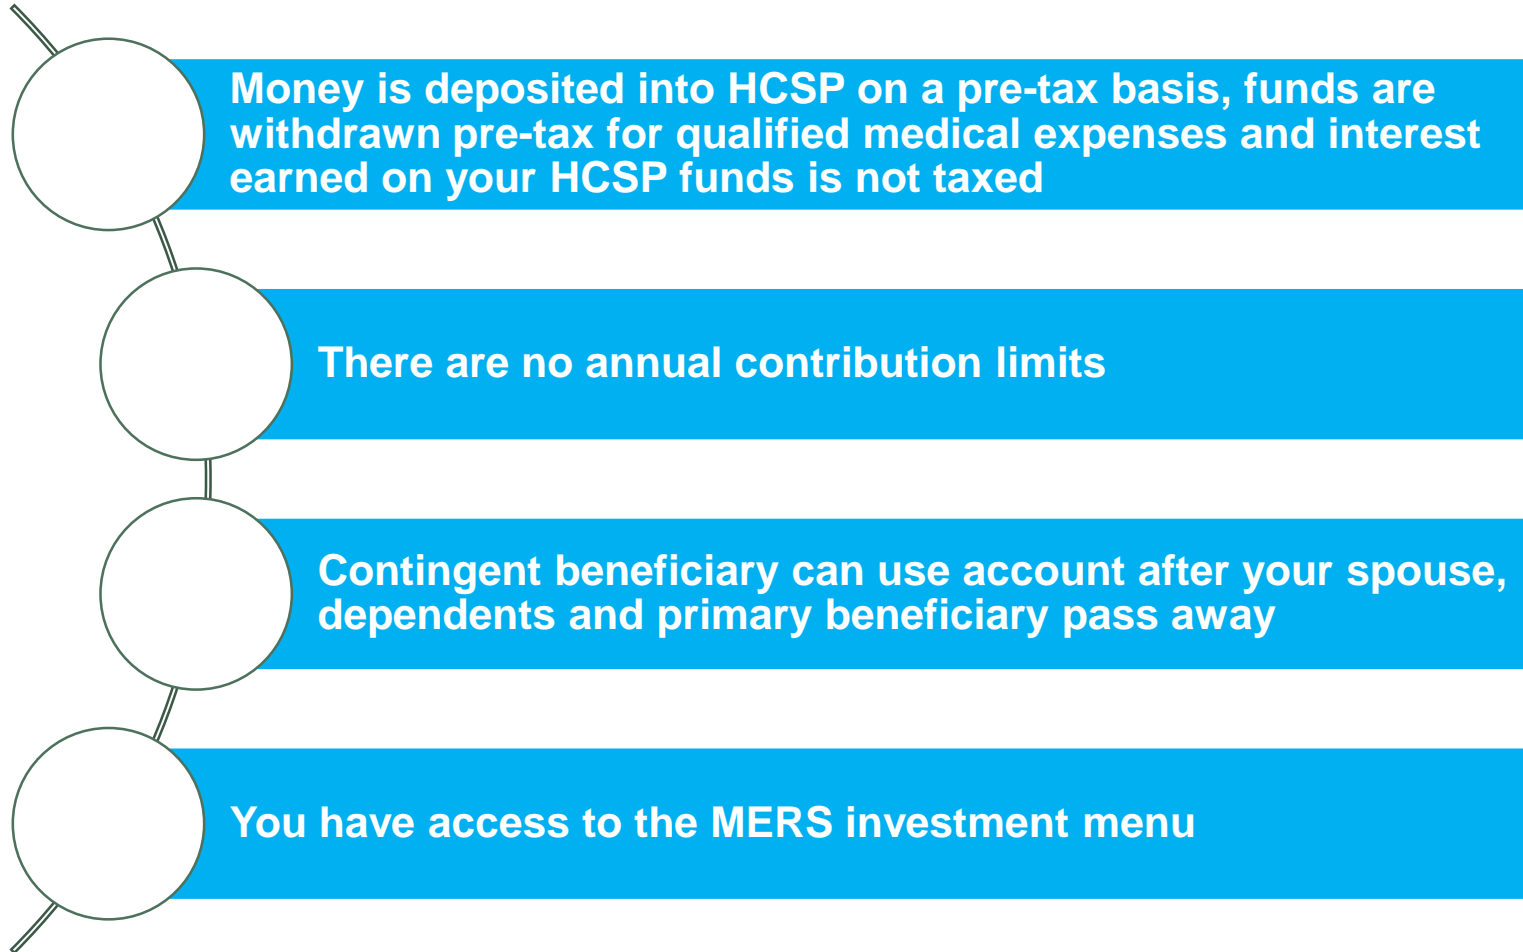 Money is deposited into HCSP on a pre-tax basis, funds are
withdrawn pre-tax for qualified medical expenses and interest
earned on your HCSP funds is not taxed
There are no annual contribution limits
Contingent beneficiary can use account after your spouse,
dependents and primary beneficiary pass away
You have access to the MERS investment menu